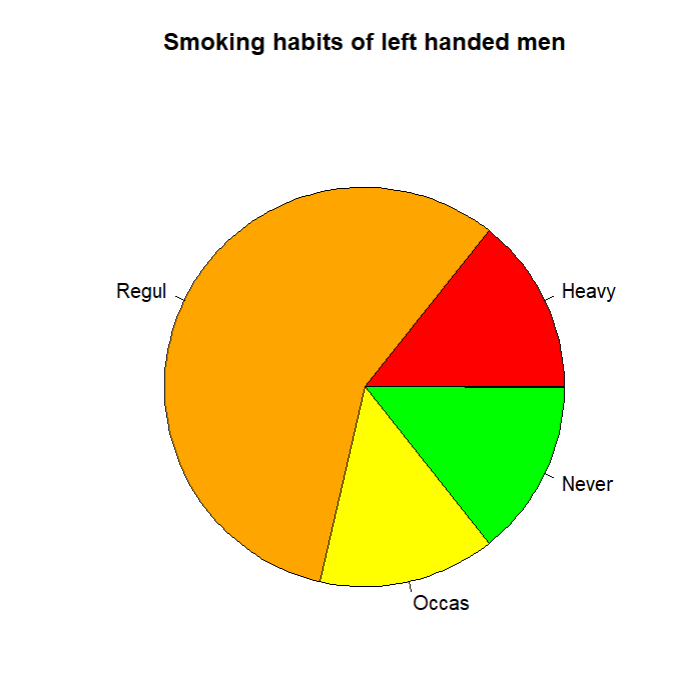 Smoking habits of left handed men
Regul
Heavy
Never
Occas